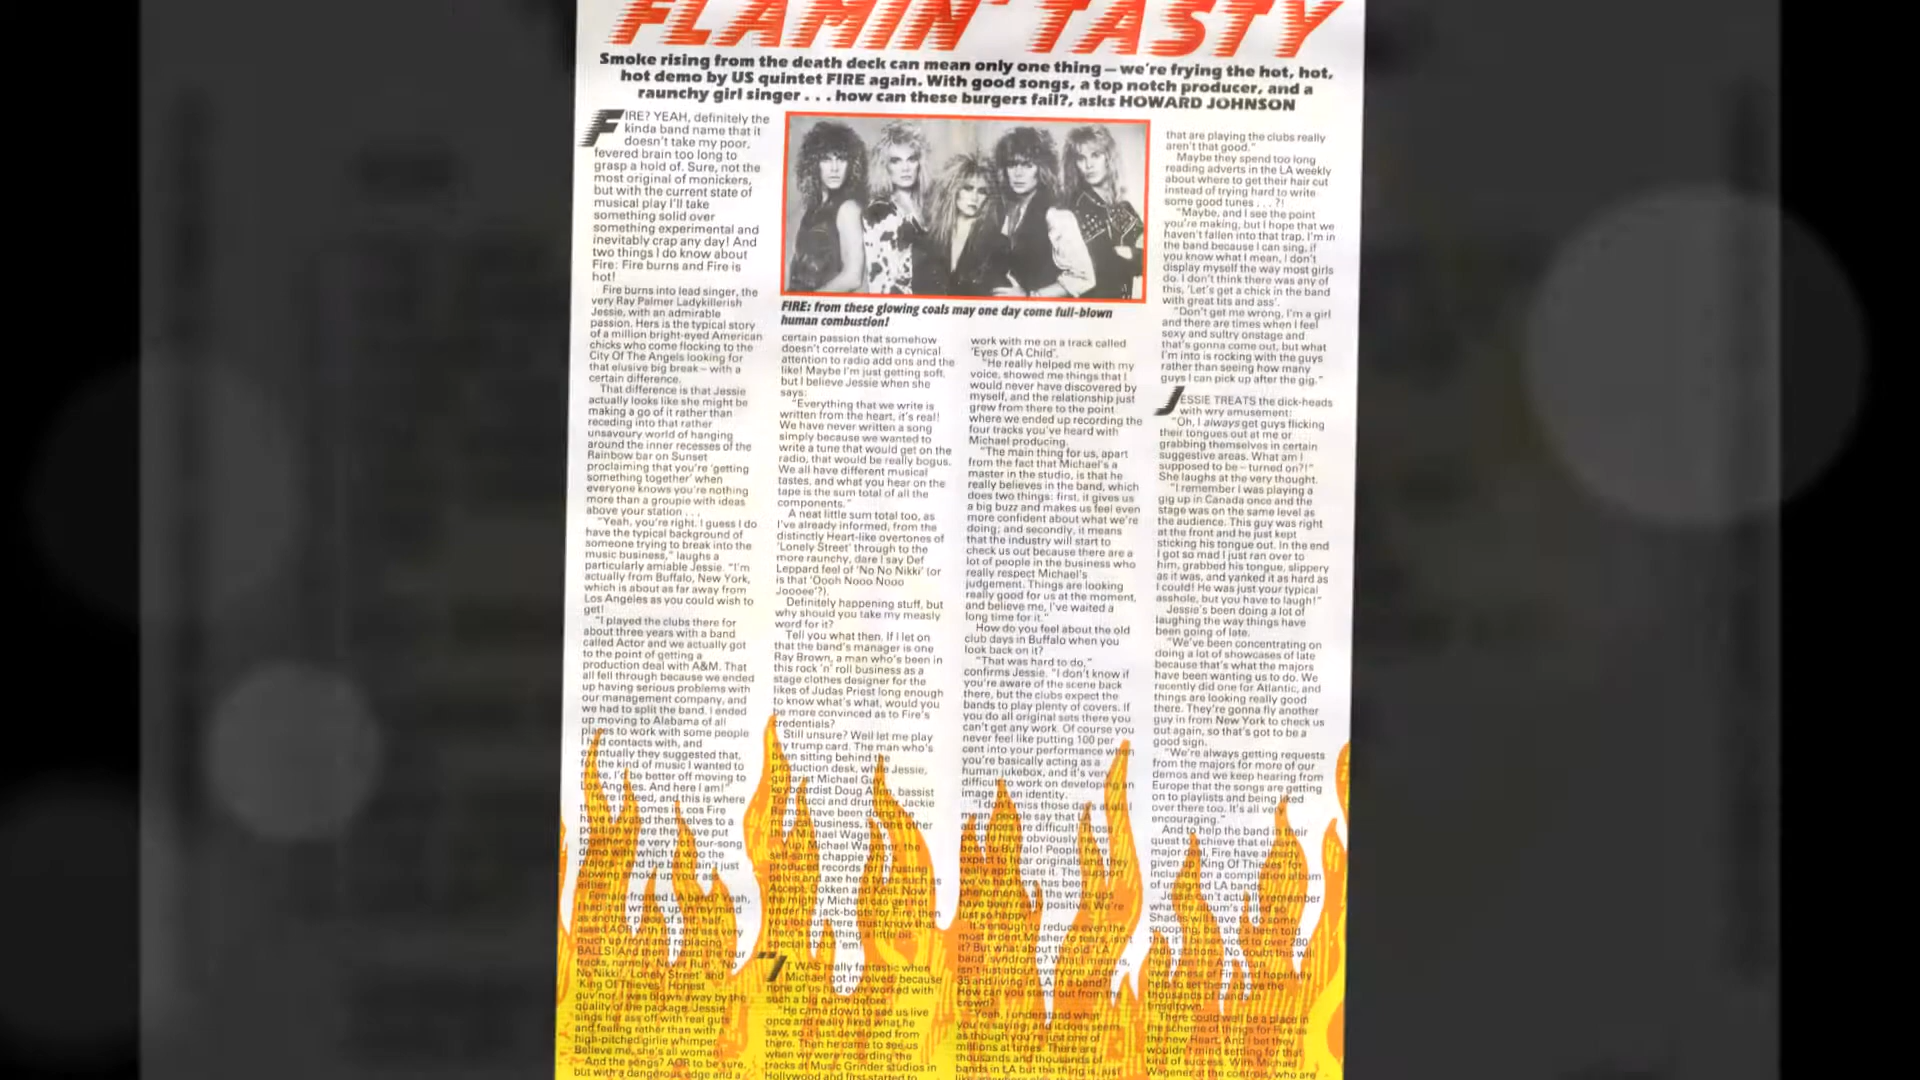 FLAMIN' TASTY
Smoke rising from the death deck can mean only one thing – we're frying the hot, hot,
hot demo by US quintet FIRE again. With good songs, a top notch producer, and a
raunchy girl singer . . . how can these burgers fail?, asks HOWARD JOHNSON
FIRE? YEAH, definitely the
kinda band name that it
doesn't take my poor,
fevered brain too long to
grasp a hold of. Sure, not the
most original of monickers,
but with the current state of
musical play I'll take
something solid over
something experimental and
inevitably crap any day! And
two things I do know about
Fire: Fire burns and Fire is
hot!
Fire burns into lead singer, the
very Ray Palmer Ladykillerish
Jessie, with an admirable
passion. Hers is the typical story
of a million bright-eyed American
chicks who come flocking to the
City Of The Angels looking for
that elusive big break – with a
certain difference.
That difference is that Jessie
actually looks like she might be
making a go of it rather than
receding into that rather
unsavoury world of hanging
around the inner recesses of the
Rainbow bar on Sunset
proclaiming that you're 'getting
something together' when
everyone knows you're nothing
more than a groupie with ideas
above your station . . .
"Yeah, you're right. I guess I do
have the typical background of
someone trying to break into the
music business," laughs a
particularly amiable Jessie. "I'm
actually from Buffalo, New York,
which is about as far away from
Los Angeles as you could wish to
get!
"I played the clubs there for
about three years with a band
called Actor and we actually got
to the point of getting a
production deal with A&M. That
all fell through because we ended
up having serious problems with
our management company, and
we had to split the band. I ended
up moving to Alabama of all
places to work with some people
I had contacts with, and
eventually they suggested that,
for the kind of music I wanted to
make, I'd be better off moving to
Los Angeles. And here I am!"
Here indeed, and this is where
the hot bit comes in, cos Fire
have elevated themselves to a
position where they have put
together one very hot four-song
demo with which to woo the
majors – and the band ain't just
blowing smoke up your ass
either!
Female-fronted LA band? Yeah,
I had it all written up in my mind
as another piece of shit, half-
assed AOR with tits and ass very
much up front and replacing
BALLS! And then I heard the four
tracks, namely 'Never Run', 'No
No Nikki', 'Lonely Street' and
'King Of Thieves'. Honest
guv'nor, I was blown away by the
quality of the package. Jessie
sings her ass off with real guts
and feeling rather than with a
high-pitched girlie whimper.
Believe me, she's all woman!
And the songs? AOR to be sure,
but with a dangerous edge and a
FIRE: from these glowing coals may one day come full-blown
human combustion!
certain passion that somehow
doesn't correlate with a cynical
attention to radio add ons and the
like! Maybe I'm just getting soft,
but I believe Jessie when she
says:
"Everything that we write is
written from the heart, it's real!
We have never written a song
simply because we wanted to
write a tune that would get on the
radio, that would be really bogus.
We all have different musical
tastes, and what you hear on the
tape is the sum total of all the
components."
A neat little sum total too, as
I've already informed, from the
distinctly Heart-like overtones of
'Lonely Street' through to the
more raunchy, dare I say Def
Leppard feel of 'No No Nikki' (or
is that 'Oooh Nooo Nooo
Joooee'?).
Definitely happening stuff, but
why should you take my measly
word for it?
Tell you what then. If I let on
that the band's manager is one
Ray Brown, a man who's been in
this rock 'n' roll business as a
stage clothes designer for the
likes of Judas Priest long enough
to know what's what, would you
be more convinced as to Fire's
credentials?
Still unsure? Well let me play
my trump card. The man who's
been sitting behind the
production desk, while Jessie,
guitarist Michael Guy,
keyboardist Doug Allen, bassist
Tom Rucci and drummer Jackie
Ramos have been doing the
musical business, is none other
than Michael Wagener.
Yup, Michael Wagener, the
self-same chappie who's
produced records for thrusting
pelvis and axe hero types such as
Accept, Dokken and Keel. Now if
the mighty Michael can get hot
under his jack-boots for Fire, then
you lot out there must know that
there's something a little bit
special about 'em.
"IT WAS really fantastic when
Michael got involved, because
none of us had ever worked with
such a big name before.
"He came down to see us live
once and really liked what he
saw, so it just developed from
there. Then he came to see us
when we were recording the
tracks at Music Grinder studios in
Hollywood and first started to
work with me on a track called
'Eyes Of A Child'.
"He really helped me with my
voice, showed me things that I
would never have discovered by
myself, and the relationship just
grew from there to the point
where we ended up recording the
four tracks you've heard with
Michael producing.
"The main thing for us, apart
from the fact that Michael's a
master in the studio, is that he
really believes in the band, which
does two things: first, it gives us
a big buzz and makes us feel even
more confident about what we're
doing; and secondly, it means
that the industry will start to
check us out because there are a
lot of people in the business who
really respect Michael's
judgement. Things are looking
really good for us at the moment,
and believe me, I've waited a
long time for it."
How do you feel about the old
club days in Buffalo when you
look back on it?
"That was hard to do,"
confirms Jessie. "I don't know if
you're aware of the scene back
there, but the clubs expect the
bands to play plenty of covers. If
you do all original sets there you
can't get any work. Of course you
never feel like putting 100 per
cent into your performance when
you're basically acting as a
human jukebox, and it's very
difficult to work on developing an
image or an identity.
"I don't miss those days at all. I
mean people say that LA
audiences are difficult! Those
people have obviously never
been to Buffalo! People here
expect to hear originals and they
really appreciate it. The support
we've had here has been
phenomenal, all the write-ups
have been really positive. We're
just so happy!"
It's enough to reduce even the
most ardent Mosher to tears, isn't
it? But what about the old 'LA
band' syndrome? What I mean is,
isn't just about everyone under
35 and living in LA in a band?
How can you stand out from the
crowd?
"Yeah, I understand what
you're saying, and it does seem
as though you're just one of
millions at times. There are
thousands and thousands of
bands in LA but the thing is, just
that are playing the clubs really
aren't that good."
Maybe they spend too long
reading adverts in the LA weekly
about where to get their hair cut
instead of trying hard to write
some good tunes . . .?!
"Maybe, and I see the point
you're making, but I hope that we
haven't fallen into that trap. I'm in
the band because I can sing, if
you know what I mean, I don't
display myself the way most girls
do. I don't think there was any of
this, 'Let's get a chick in the band
with great tits and ass'.
"Don't get me wrong, I'm a girl
and there are times when I feel
sexy and sultry onstage and
that's gonna come out, but what
I'm into is rocking with the guys
rather than seeing how many
guys I can pick up after the gig."
JESSIE TREATS the dick-heads
with wry amusement:
"Oh, I always get guys flicking
their tongues out at me or
grabbing themselves in certain
suggestive areas. What am I
supposed to be – turned on?!"
She laughs at the very thought.
"I remember I was playing a
gig up in Canada once and the
stage was on the same level as
the audience. This guy was right
at the front and he just kept
sticking his tongue out. In the end
I got so mad I just ran over to
him, grabbed his tongue, slippery
as it was, and yanked it as hard as
I could! He was just your typical
asshole, but you have to laugh!"
Jessie's been doing a lot of
laughing the way things have
been going of late.
"We've been concentrating on
doing a lot of showcases of late
because that's what the majors
have been wanting us to do. We
recently did one for Atlantic, and
things are looking really good
there. They're gonna fly another
guy in from New York to check us
out again, so that's got to be a
good sign.
"We're always getting requests
from the majors for more of our
demos and we keep hearing from
Europe that the songs are getting
on to playlists and being liked
over there too. It's all very
encouraging."
And to help the band in their
quest to achieve that elusive
major deal, Fire have already
given up 'King Of Thieves' for
inclusion on a compilation album
of unsigned LA bands.
Jessie can't actually remember
what the album's called so
Shades will have to do some
snooping, but she's been told
it'll be serviced to over 280
radio stations. No doubt this will
heighten the American
awareness of Fire and hopefully
help to set them above the
thousands of bands in
tinseltown.
There could well be a place in
the scheme of things for Fire as
the new Heart. And I bet they
wouldn't mind settling for that
kind of success. With Michael
Wagener at the controls, who are